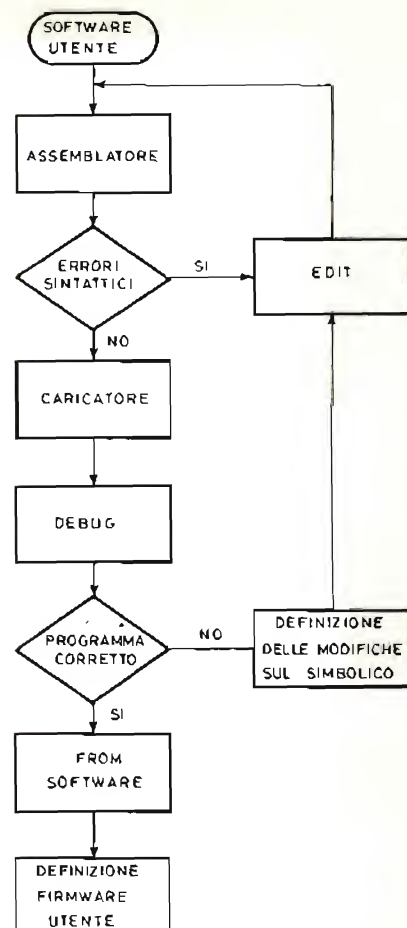 SOFTWARE
UTENTE
ASSEMBLATORE
ERRORI
SINTATTICI
SI
EDIT
NO
CARICATORE
DEBUG
PROGRAMMA
CORRETTO
NO
DEFINIZIONE
DELLE MODIFICHE
SUL SIMBOLICO
SI
FROM
SOFTWARE
DEFINIZIONE
FIRMWARE
UTENTE